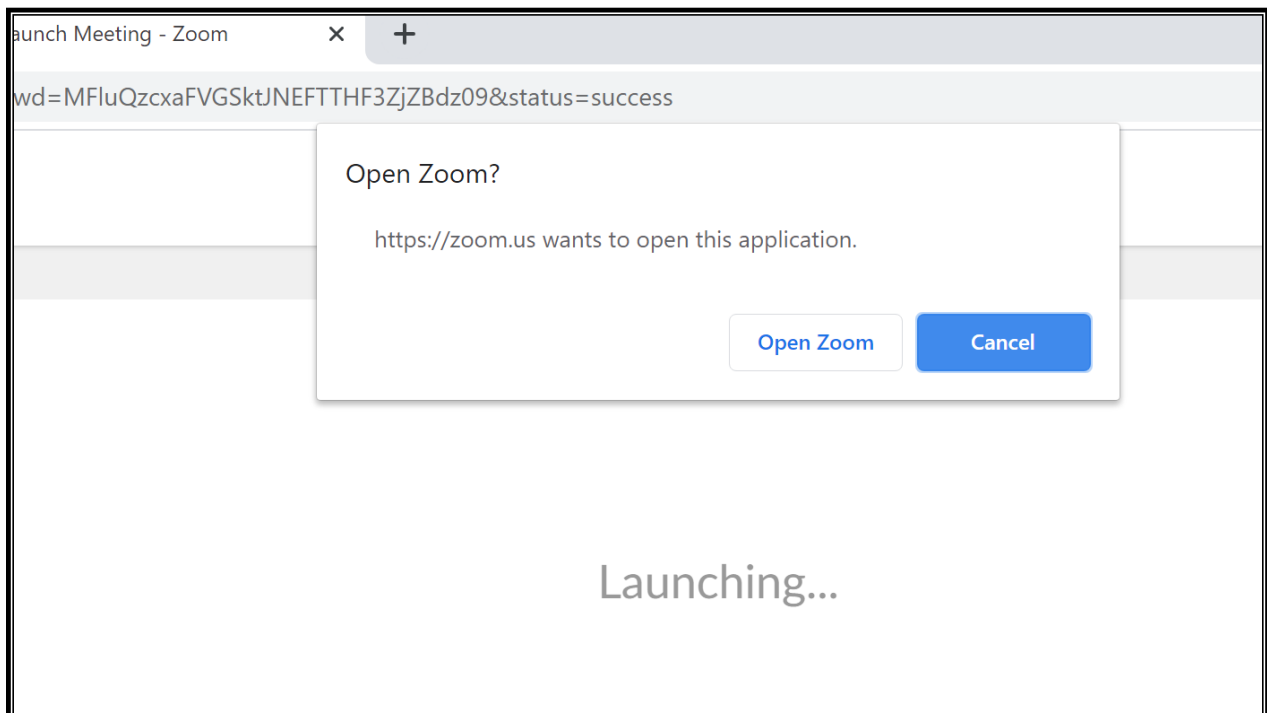 aunch Meeting - Zoom
wd=MFluQzcxaFVGSktJNEFTTHF3ZjZBdz09&status=success
Open Zoom?
https://zoom.us wants to open this application.
Open Zoom Cancel
Launching...